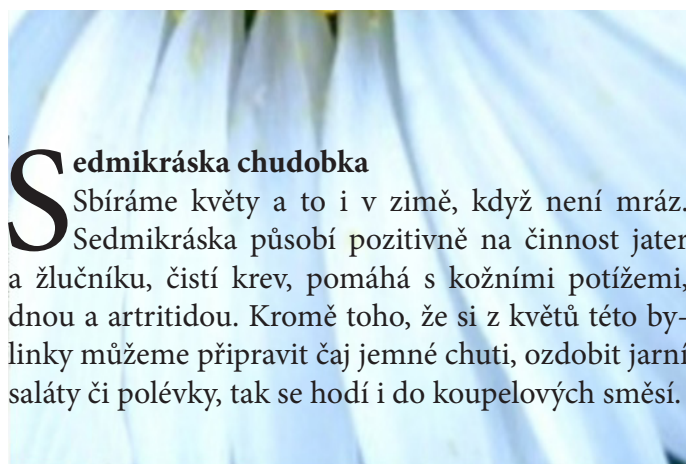 Sedmikráska chudobka
Sbíráme květy a to i v zimě, když není mráz.
Sedmikráska působí pozitivně na činnost jater
a žlučníku, čistí krev, pomáhá s kožními potížemi,
dnou a artritidou. Kromě toho, že si z květů této by-
linky můžeme připravit čaj jemné chuti, ozdobit jarní
saláty či polévky, tak se hodí i do koupelových směsí.